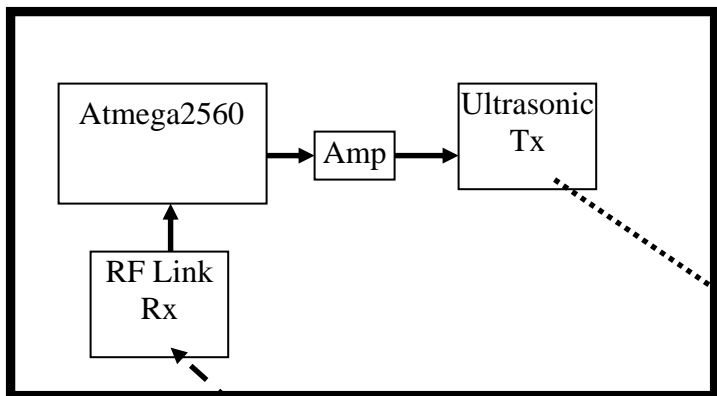 Atmega2560
Amp
Ultrasonic
Tx
RF Link
Rx